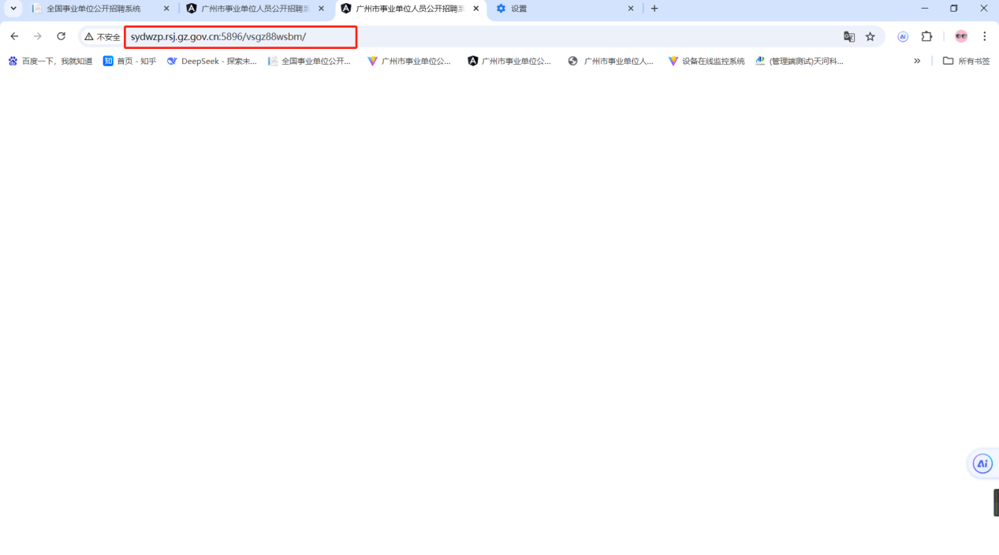 全国事业单位公开招聘系统 广州市事业单位人员公开招聘系 广州市事业单位人员公开招聘系 设置
不安全 sydwzp.rsj.gz.gov.cn:5896/vsgz88wsbm/
百度一下，我就知道 知 首页 - 知乎 DeepSeek - 探索未... 全国事业单位公开... 广州市事业单位公... 广州市事业单位公... 广州市事业单位人... 设备在线监控系统 (管理端测试)天河科... 所有书签
Ai